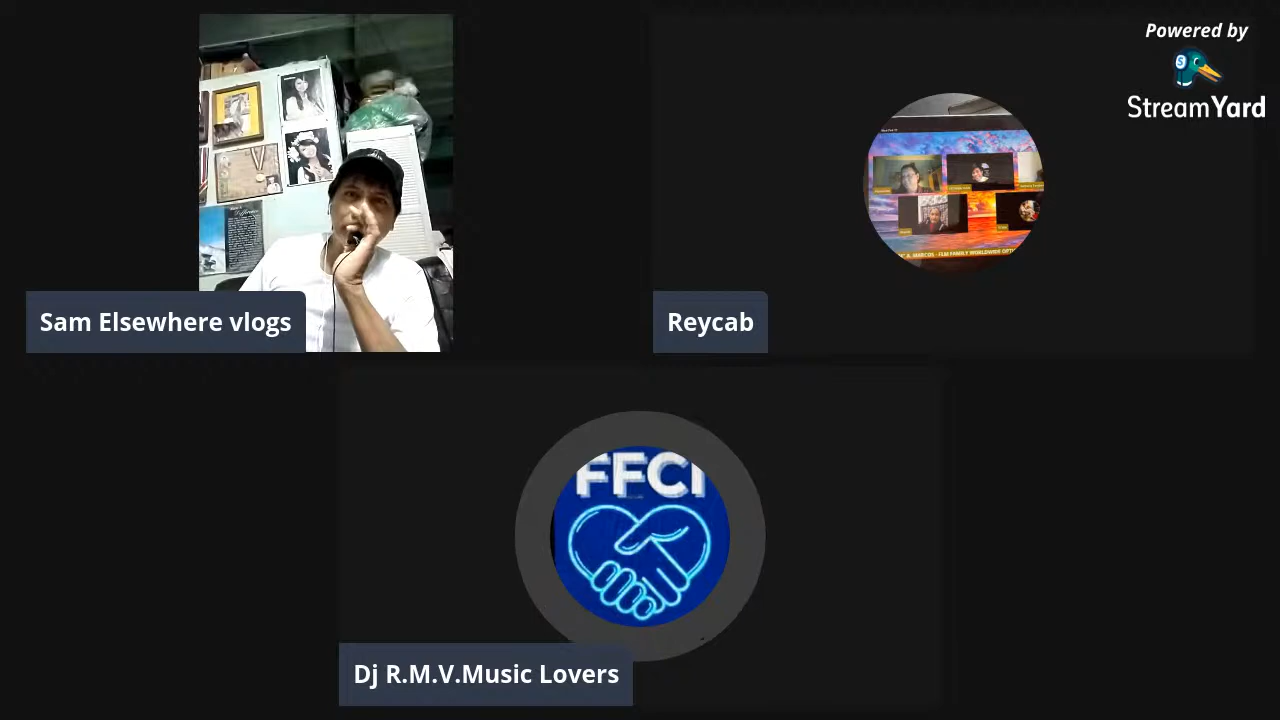 Powered by
StreamYard
Sam Elsewhere vlogs
Reycab
FFCI
Dj R.M.V.Music Lovers